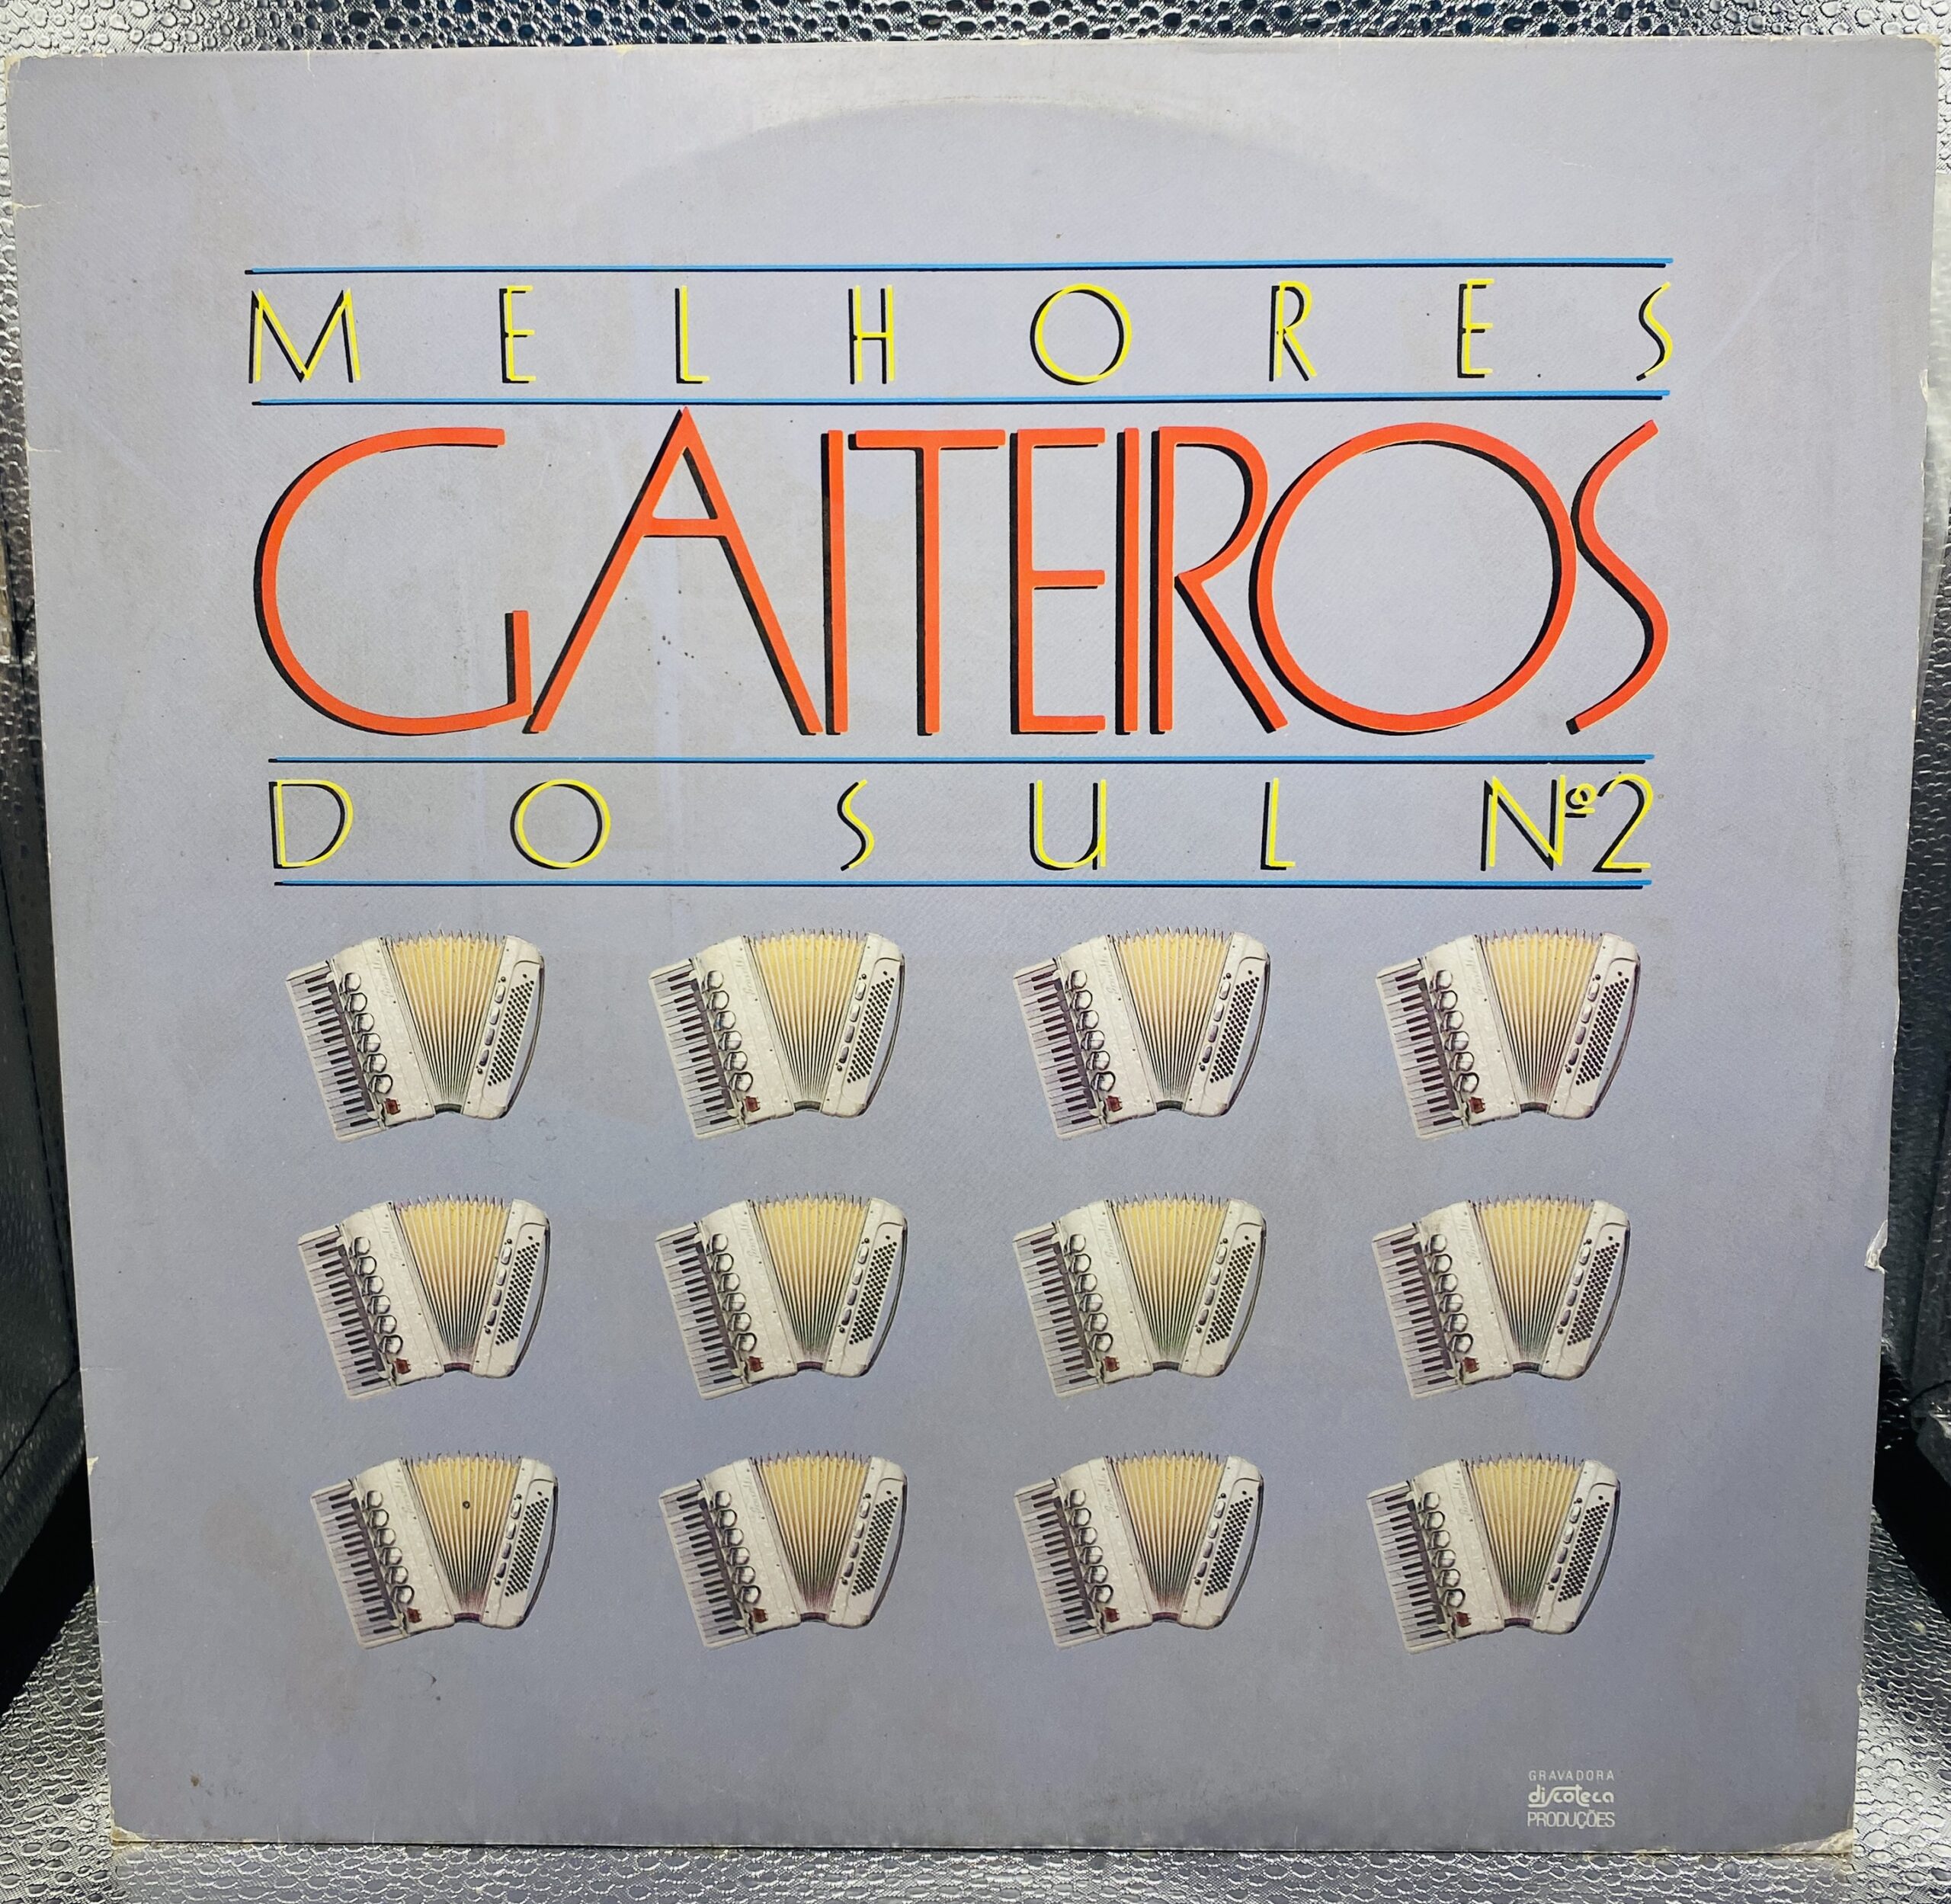 MELHORES
GAITEIROS
DO SUL Nº2
GRAVADORA
discoteca
PRODUÇÕES